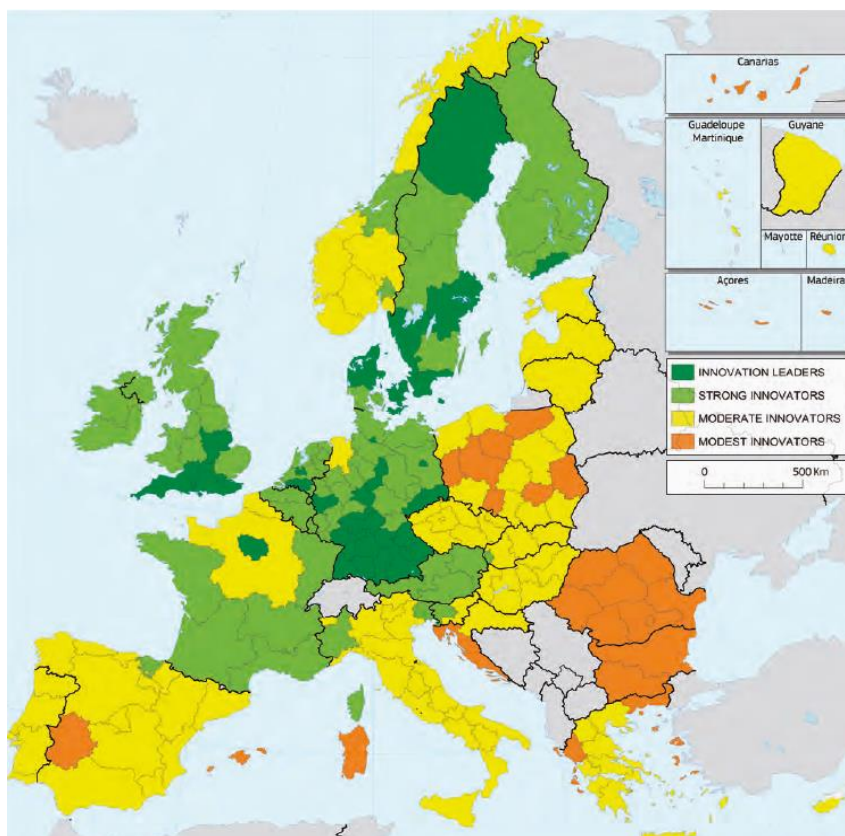 Canarias
Guadeloupe
Martinique
Guyane
Mayotte
Réunion
Açores
Madeira
INNOVATION LEADERS
STRONG INNOVATORS
MODERATE INNOVATORS
MODEST INNOVATORS
0 500 Km